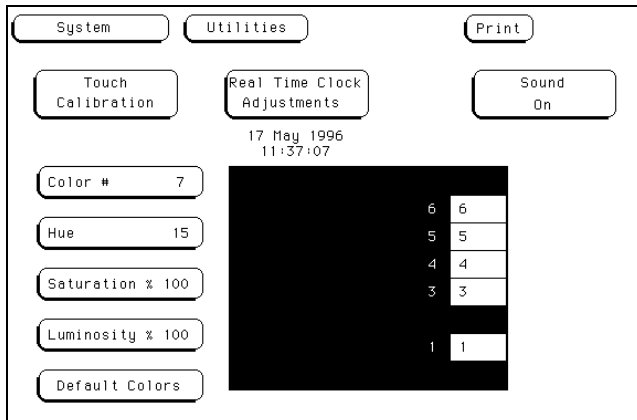 System Utilities Print
Touch Calibration
Real Time Clock Adjustments
Sound On
17 May 1996
11:37:07
Color # 7
Hue 15
Saturation % 100
Luminosity % 100
Default Colors
6 6
5 5
4 4
3 3
1 1